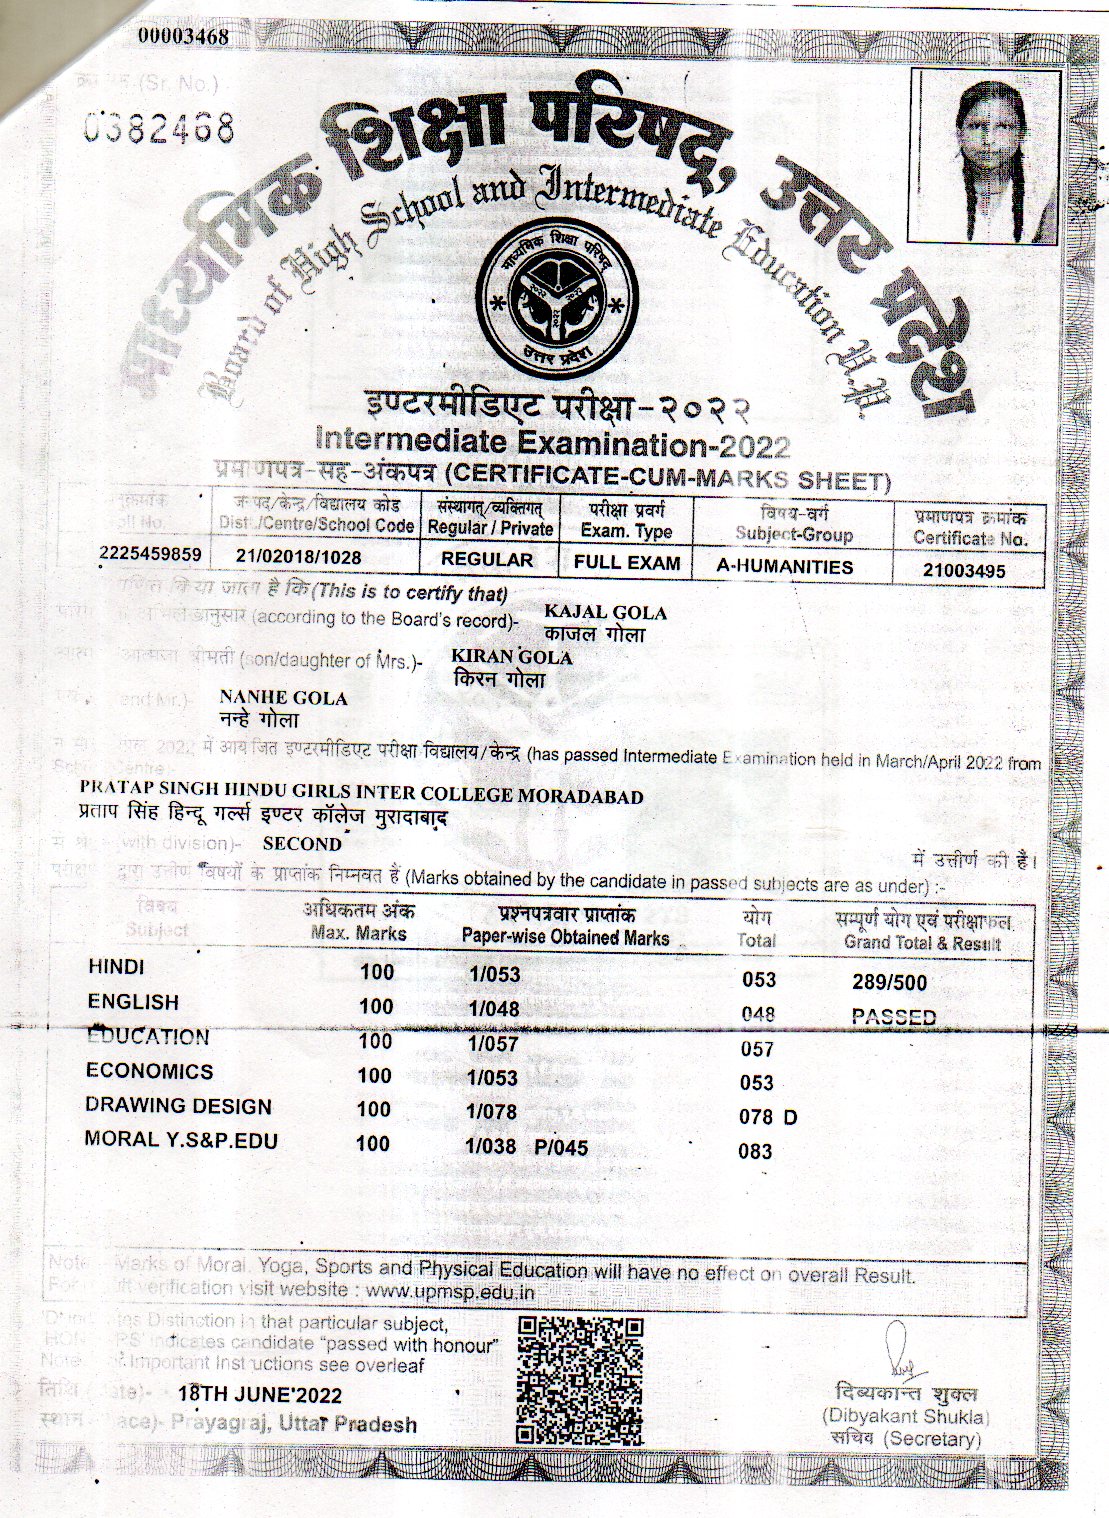 00003468
(Sr. No.)
0382468
माध्यमिक शिक्षा परिषद्, उत्तर प्रदेश
Board of High School and Intermediate Education U.P.
माध्यमिक शिक्षा परिषद्
२०२२ २०२२
२०२२
उत्तर प्रदेश
इण्टरमीडिएट परीक्षा-२०२२
Intermediate Examination-2022
प्रमाणपत्र-सह-अंकपत्र (CERTIFICATE-CUM-MARKS SHEET)
जनपद/केन्द्र/विद्यालय कोड संस्थागत्/व्यक्तिगत् परीक्षा प्रवर्ग विषय-वर्ग प्रमाणपत्र क्रमांक
No. Dist./Centre/School Code Regular / Private Exam. Type Subject-Group Certificate No.
2225459859 21/02018/1028 REGULAR FULL EXAM A-HUMANITIES 21003495
किया जाता है कि (This is to certify that)
(according to the Board's record)- KAJAL GOLA
काजल गोला
(son/daughter of Mrs.)- KIRAN GOLA
किरन गोला
and Mr.)- NANHE GOLA
नन्हे गोला
2022 में आयोजित इण्टरमीडिएट परीक्षा विद्यालय/केन्द्र (has passed Intermediate Examination held in March/April 2022 from
PRATAP SINGH HINDU GIRLS INTER COLLEGE MORADABAD
प्रताप सिंह हिन्दू गर्ल्स इण्टर कॉलेज मुरादाबाद
(with division)- SECOND में उत्तीर्ण की है।
द्वारा उत्तीर्ण विषयों के प्राप्तांक निम्नवत हैं (Marks obtained by the candidate in passed subjects are as under) :-
विषय अधिकतम अंक प्रश्नपत्रवार प्राप्तांक योग सम्पूर्ण योग एवं परीक्षाफल
Subject Max. Marks Paper-wise Obtained Marks Total Grand Total & Result
HINDI 100 1/053 053 289/500
ENGLISH 100 1/048 048 PASSED
EDUCATION 100 1/057 057
ECONOMICS 100 1/053 053
DRAWING DESIGN 100 1/078 078 D
MORAL Y.S&P.EDU 100 1/038 P/045 083
Note Marks of Moral, Yoga, Sports and Physical Education will have no effect on overall Result.
verification visit website : www.upmsp.edu.in
Distinction in that particular subject,
indicates candidate "passed with honour"
Important Instructions see overleaf
तिथि 18TH JUNE'2022
स्थान Prayagraj, Uttar Pradesh
दिब्यकान्त शुक्ल
(Dibyakant Shukla)
सचिव (Secretary)